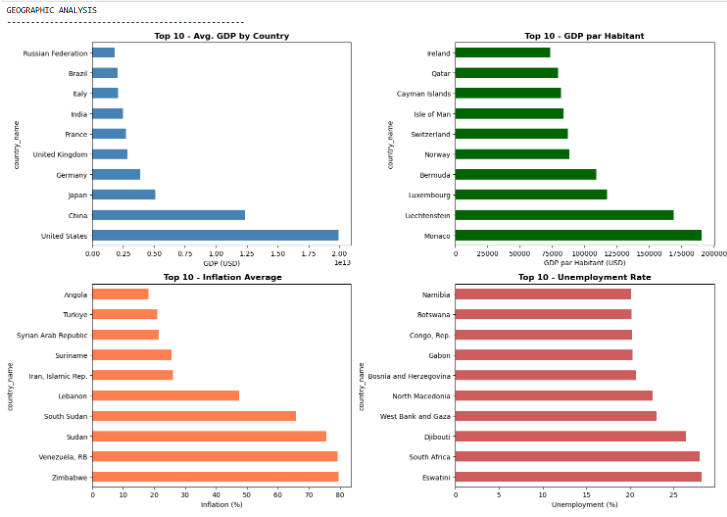 GEOGRAPHIC ANALYSIS
--------------------------------------------------
Top 10 - Avg. GDP by Country
country_name
Russian Federation
Brazil
Italy
India
France
United Kingdom
Germany
Japan
China
United States
0.00 0.25 0.50 0.75 1.00 1.25 1.50 1.75 2.00
GDP (USD)
1e13
Top 10 - GDP par Habitant
country_name
Ireland
Qatar
Cayman Islands
Isle of Man
Switzerland
Norway
Bermuda
Luxembourg
Liechtenstein
Monaco
0 25000 50000 75000 100000 125000 150000 175000 200000
GDP par Habitant (USD)
Top 10 - Inflation Average
country_name
Angola
Turkiye
Syrian Arab Republic
Suriname
Iran, Islamic Rep.
Lebanon
South Sudan
Sudan
Venezuela, RB
Zimbabwe
0 10 20 30 40 50 60 70 80
Inflation (%)
Top 10 - Unemployment Rate
country_name
Namibia
Botswana
Congo, Rep.
Gabon
Bosnia and Herzegovina
North Macedonia
West Bank and Gaza
Djibouti
South Africa
Eswatini
0 5 10 15 20 25
Unemployment (%)